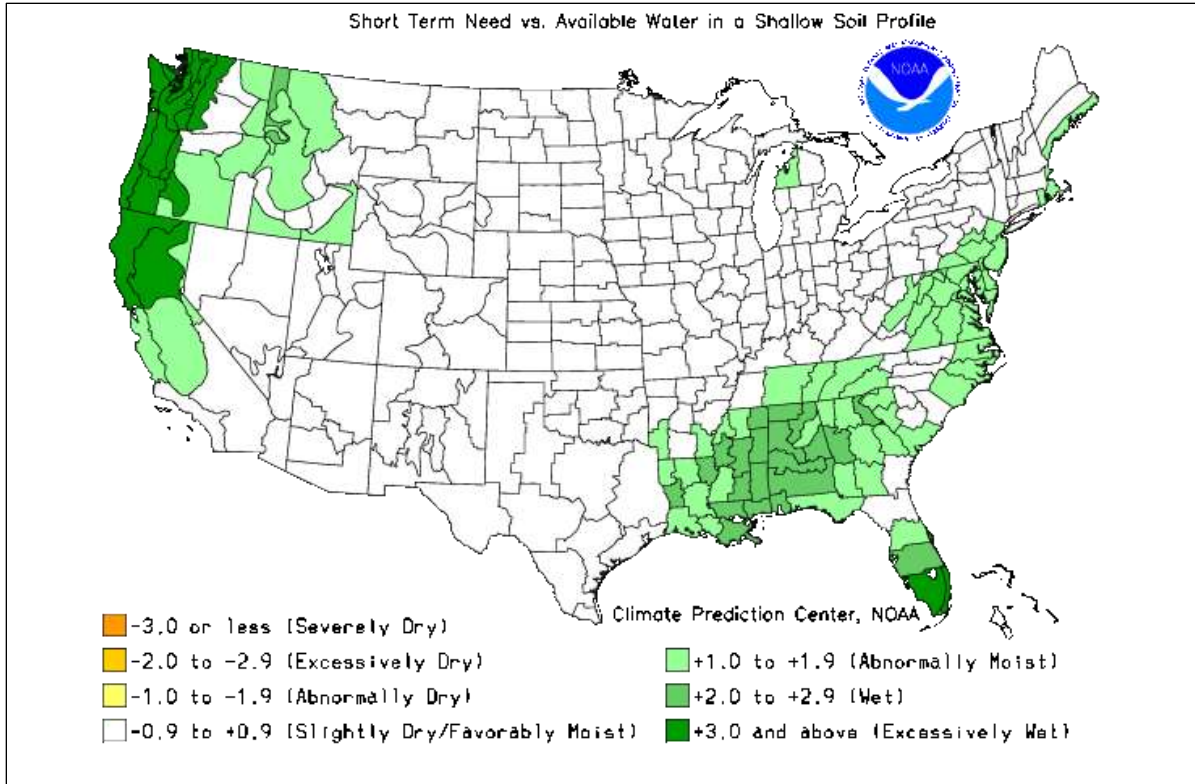 Short Term Need vs. Available Water in a Shallow Soil Profile
NOAA
Climate Prediction Center, NOAA
-3.0 or less (Severely Dry)
-2.0 to -2.9 (Excessively Dry)
-1.0 to -1.9 (Abnormally Dry)
-0.9 to +0.9 (Slightly Dry/Favorably Moist)
+1.0 to +1.9 (Abnormally Moist)
+2.0 to +2.9 (Wet)
+3.0 and above (Excessively Wet)